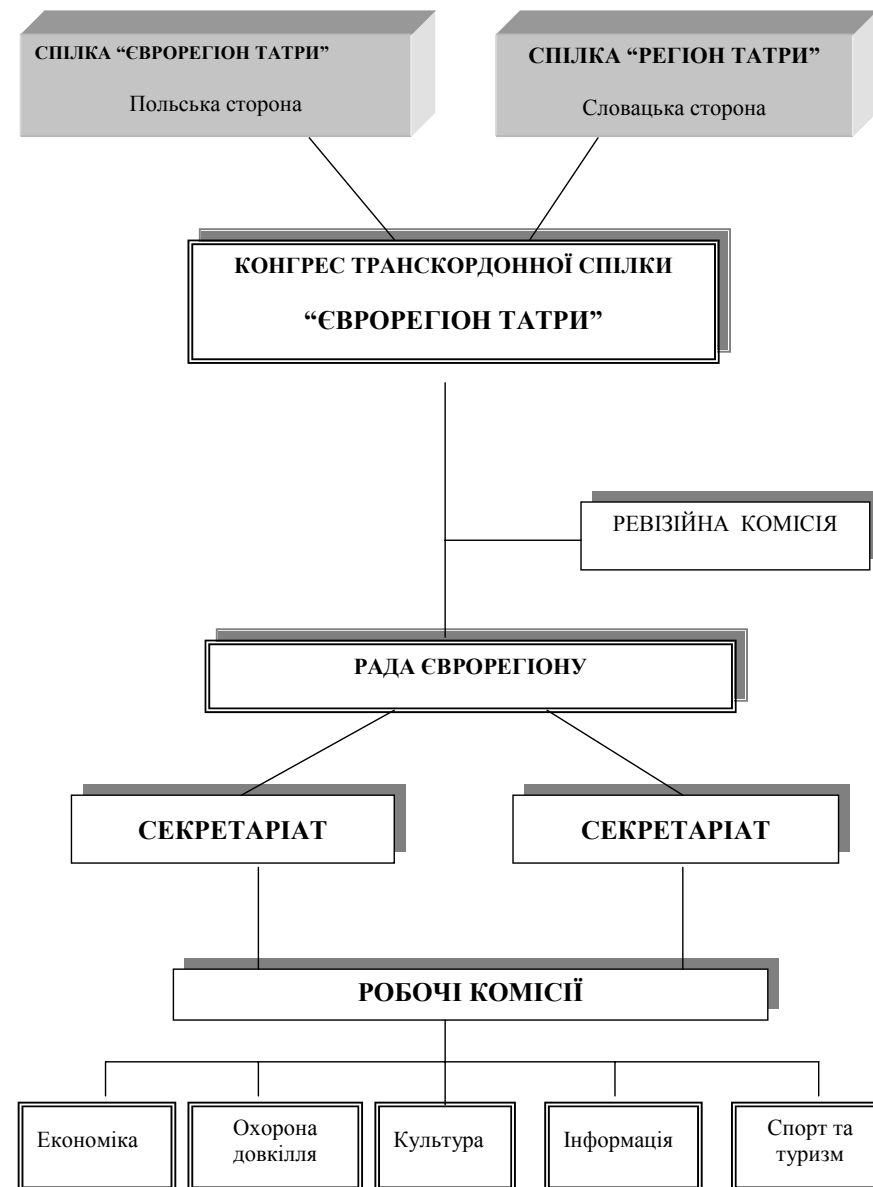 СПІЛКА “ЄВРОРЕГІОН ТАТРИ”
Польська сторона
СПІЛКА “РЕГІОН ТАТРИ”
Словацька сторона
КОНГРЕС ТРАНСКОРДОННОЇ СПІЛКИ
“ЄВРОРЕГІОН ТАТРИ”
РЕВІЗІЙНА КОМІСІЯ
РАДА ЄВРОРЕГІОНУ
СЕКРЕТАРІАТ
СЕКРЕТАРІАТ
РОБОЧІ КОМІСІЇ
Економіка
Охорона
довкілля
Культура
Інформація
Спорт та
туризм